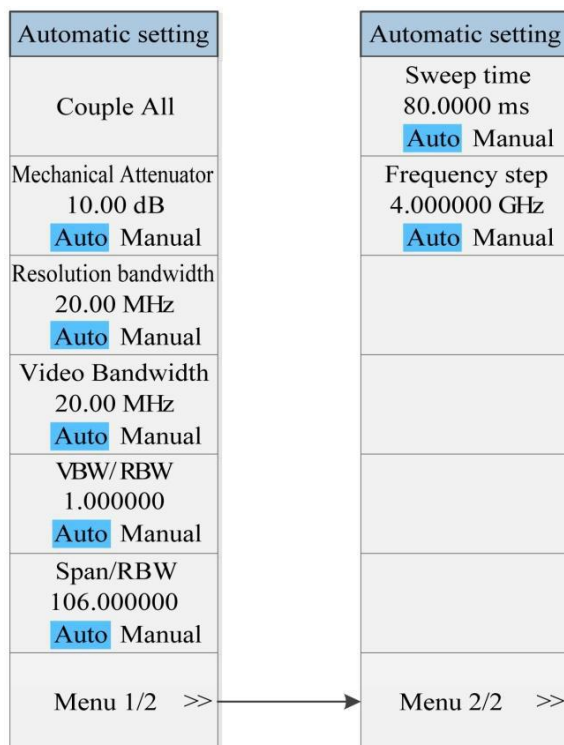 Automatic setting
Couple All
Mechanical Attenuator
10.00 dB
Auto Manual
Resolution bandwidth
20.00 MHz
Auto Manual
Video Bandwidth
20.00 MHz
Auto Manual
VBW/RBW
1.000000
Auto Manual
Span/RBW
106.000000
Auto Manual
Menu 1/2 >>
Automatic setting
Sweep time
80.0000 ms
Auto Manual
Frequency step
4.000000 GHz
Auto Manual
Menu 2/2 >>